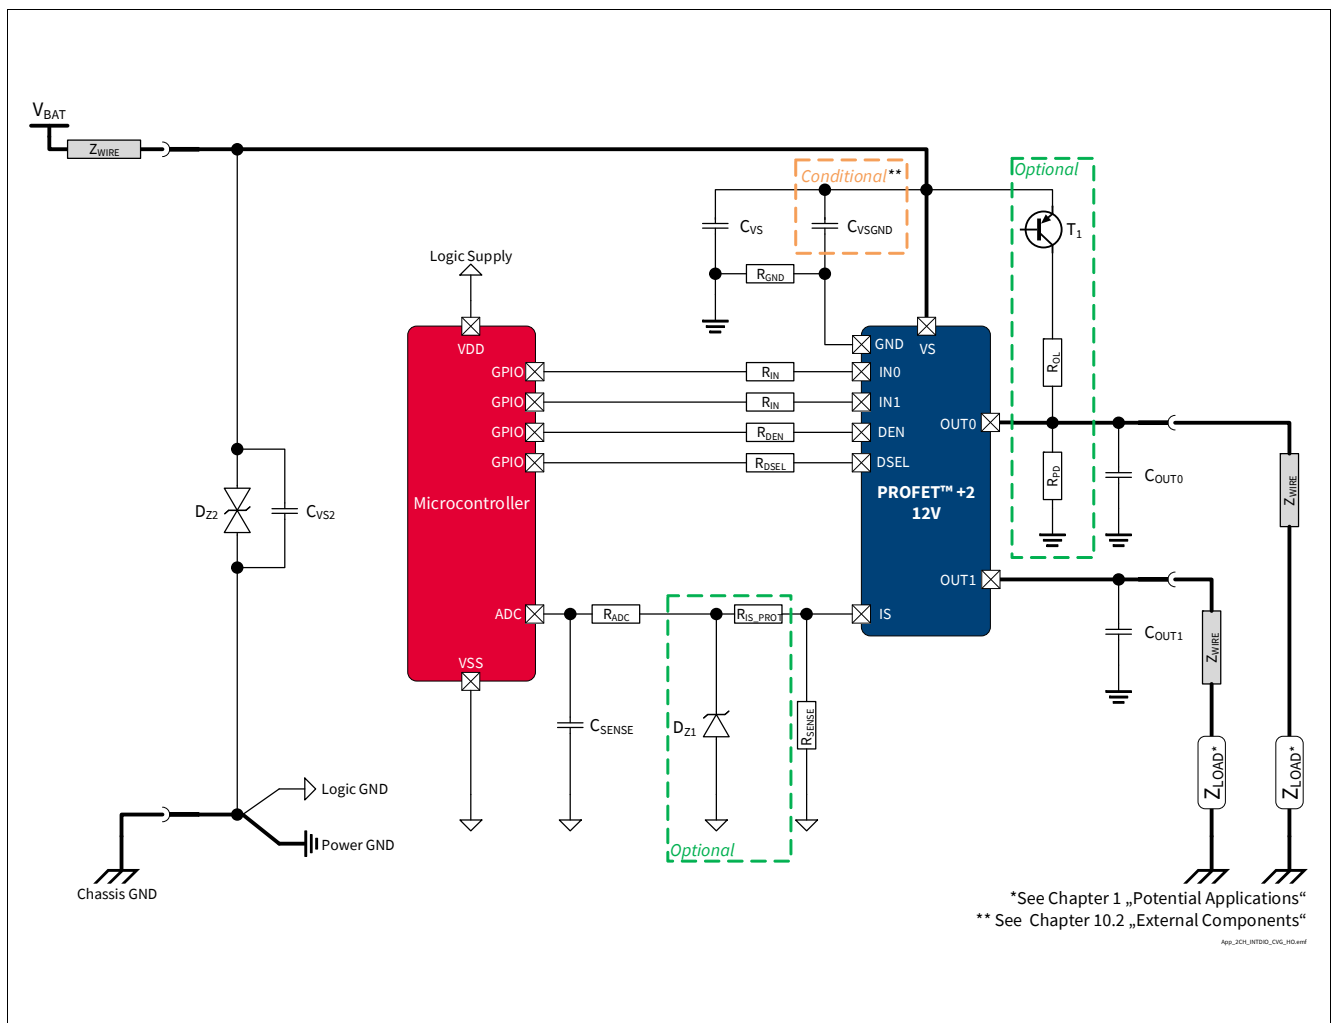 VBAT
ZWIRE
Conditional**
Optional
CVS
CVSGND
T1
Logic Supply
RGND
VDD
GND
VS
GPIO
RIN
IN0
ROL
GPIO
RIN
IN1
GPIO
RDEN
DEN
OUT0
GPIO
RDSEL
DSEL
RPD
COUT0
ZWIRE
Microcontroller
PROFET™ +2
12V
DZ2
CVS2
OUT1
ADC
RADC
RIS_PROT
IS
COUT1
ZWIRE
VSS
CSENSE
DZ1
RSENSE
ZLOAD*
ZLOAD*
Logic GND
Power GND
Optional
Chassis GND
*See Chapter 1 „Potential Applications“
** See Chapter 10.2 „External Components“
App_2CH_INTDIO_CVG_HO.emf